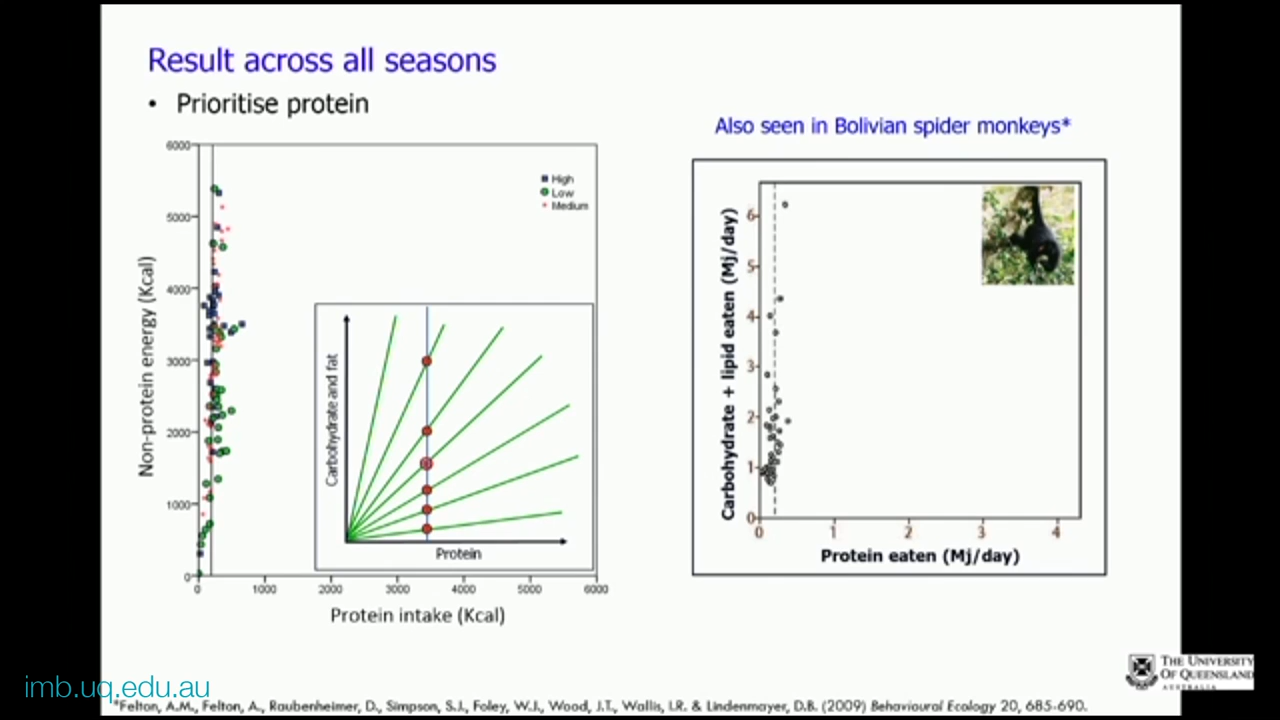 Result across all seasons
• Prioritise protein
Also seen in Bolivian spider monkeys*
6000
5000
4000
3000
2000
1000
0
Non-protein energy (Kcal)
High
Low
Medium
Carbohydrate and fat
Protein
0 1000 2000 3000 4000 5000 6000
Protein intake (Kcal)
Carbohydrate + lipid eaten (Mj/day)
6
5
4
3
2
1
0
0 1 2 3 4
Protein eaten (Mj/day)
THE UNIVERSITY
OF QUEENSLAND
AUSTRALIA
imb.uq.edu.au
*Felton, A.M., Felton, A., Raubenheimer, D., Simpson, S.J., Foley, W.J., Wood, J.T., Wallis, I.R. & Lindenmayer, D.B. (2009) Behavioural Ecology 20, 685-690.